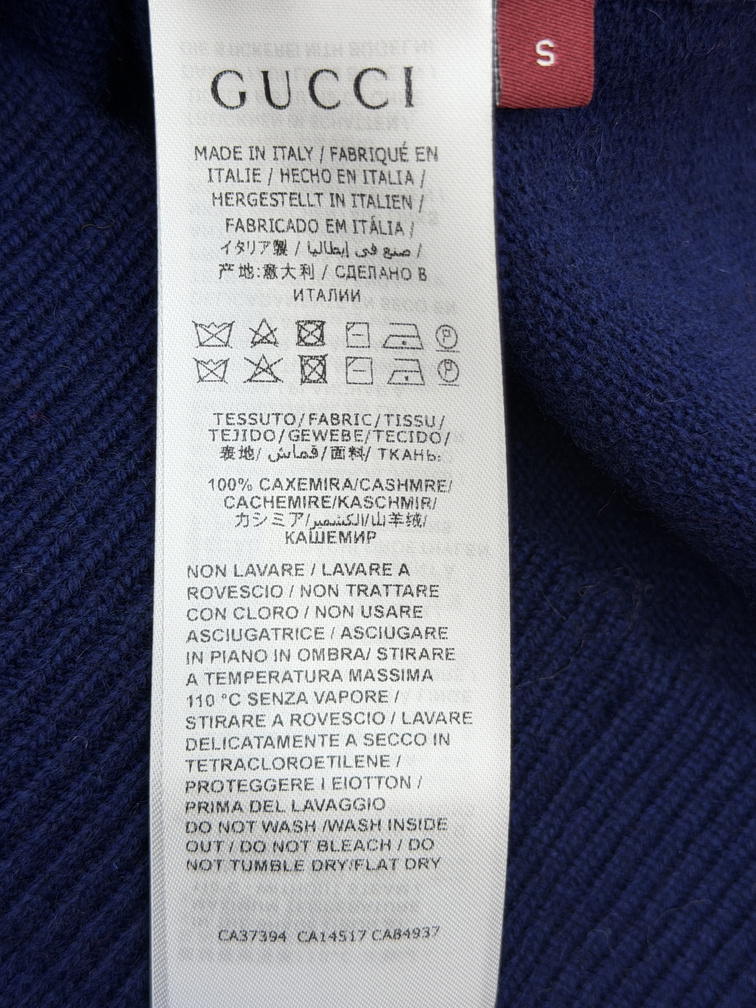 GUCCI
S
MADE IN ITALY / FABRIQUÉ EN
ITALIE / HECHO EN ITALIA /
HERGESTELLT IN ITALIEN /
FABRICADO EM ITÁLIA /
イタリア製 / صنع في إيطاليا /
产地:意大利 / СДЕЛАНО В
ИТАЛИИ
P
P
TESSUTO/FABRIC/TISSU/
TEJIDO/GEWEBE/TECIDO/
表地/ قماش/面料/ ТКАНЬ:
100% CAXEMIRA/CASHMRE/
CACHEMIRE/KASCHMIR/
カシミア/الكشمير/山羊绒/
КАШЕМИР
NON LAVARE / LAVARE A
ROVESCIO / NON TRATTARE
CON CLORO / NON USARE
ASCIUGATRICE / ASCIUGARE
IN PIANO IN OMBRA/ STIRARE
A TEMPERATURA MASSIMA
110 °C SENZA VAPORE /
STIRARE A ROVESCIO / LAVARE
DELICATAMENTE A SECCO IN
TETRACLOROETILENE /
PROTEGGERE I EIOTTON /
PRIMA DEL LAVAGGIO
DO NOT WASH /WASH INSIDE
OUT / DO NOT BLEACH / DO
NOT TUMBLE DRY/FLAT DRY
CA37394 CA14517 CA84937